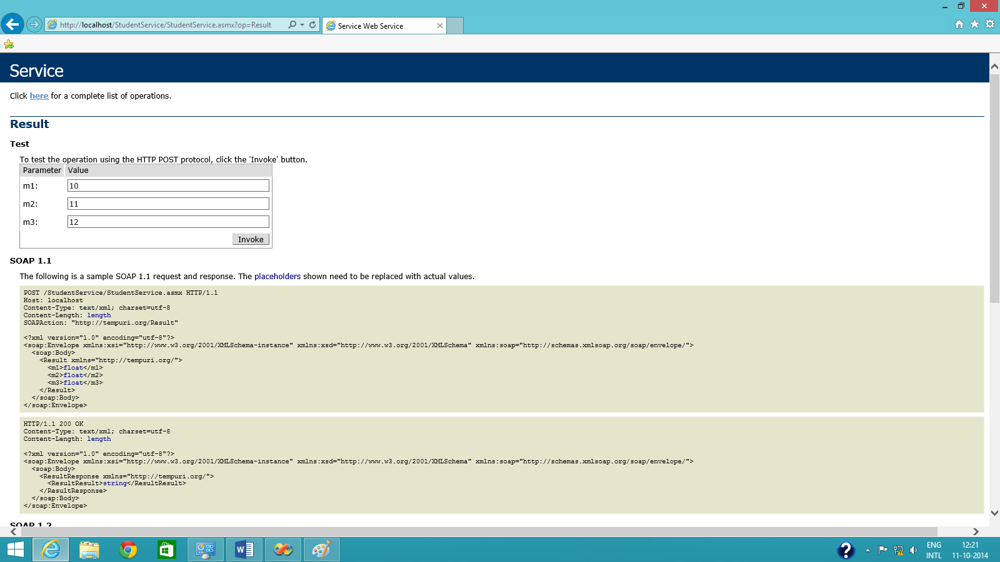 http://localhost/StudentService/StudentService.asmx?op=Result
Service Web Service
Service
Click here for a complete list of operations.
Result
Test
To test the operation using the HTTP POST protocol, click the 'Invoke' button.
Parameter Value
m1: 10
m2: 11
m3: 12
Invoke
SOAP 1.1
The following is a sample SOAP 1.1 request and response. The placeholders shown need to be replaced with actual values.
POST /StudentService/StudentService.asmx HTTP/1.1
Host: localhost
Content-Type: text/xml; charset=utf-8
Content-Length: length
SOAPAction: "http://tempuri.org/Result"
<?xml version="1.0" encoding="utf-8"?>
<soap:Envelope xmlns:xsi="http://www.w3.org/2001/XMLSchema-instance" xmlns:xsd="http://www.w3.org/2001/XMLSchema" xmlns:soap="http://schemas.xmlsoap.org/soap/envelope/">
<soap:Body>
<Result xmlns="http://tempuri.org/">
<m1>float</m1>
<m2>float</m2>
<m3>float</m3>
</Result>
</soap:Body>
</soap:Envelope>
HTTP/1.1 200 OK
Content-Type: text/xml; charset=utf-8
Content-Length: length
<?xml version="1.0" encoding="utf-8"?>
<soap:Envelope xmlns:xsi="http://www.w3.org/2001/XMLSchema-instance" xmlns:xsd="http://www.w3.org/2001/XMLSchema" xmlns:soap="http://schemas.xmlsoap.org/soap/envelope/">
<soap:Body>
<ResultResponse xmlns="http://tempuri.org/">
<ResultResult>string</ResultResult>
</ResultResponse>
</soap:Body>
</soap:Envelope>
SOAP 1.2
ENG 12:21
INTL 11-10-2014